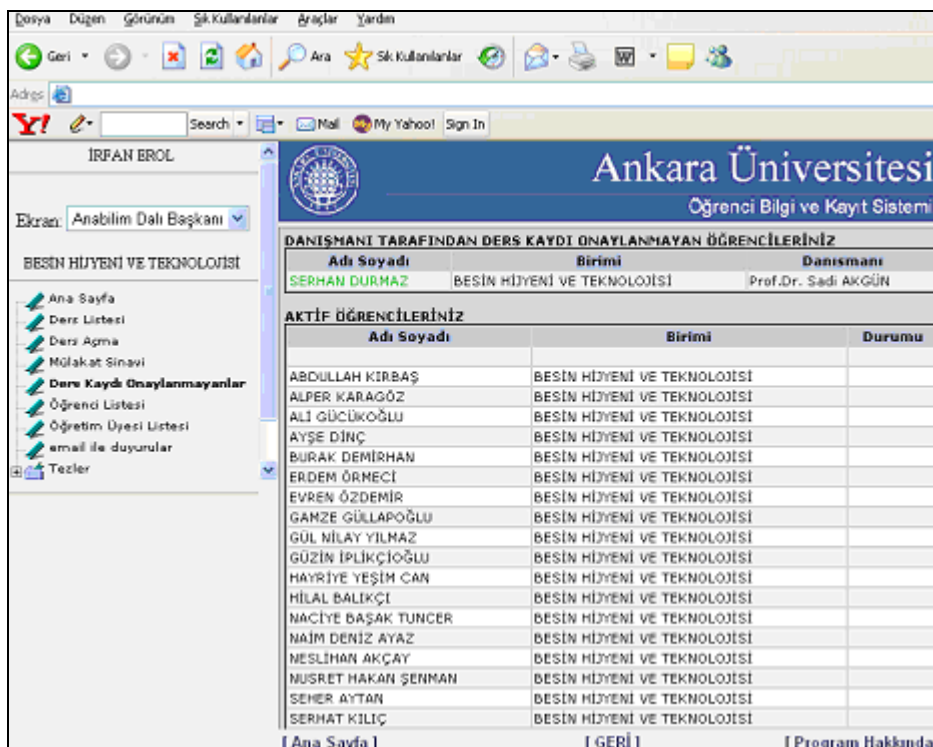 Dosya Düzen Görünüm Sık Kullanılanlar Araçlar Yardım
Geri Ara Sık Kullanılanlar
Adres
Y! Search Mail My Yahoo! Sign In
İRFAN EROL
Ekran: Anabilim Dalı Başkanı
BESİN HİJYENİ VE TEKNOLOJİSİ
Ana Sayfa
Ders Listesi
Ders Açma
Mülakat Sinavi
Ders Kaydı Onaylanmayanlar
Öğrenci Listesi
Öğretim Üyesi Listesi
email ile duyurular
Tezler
Ankara Üniversitesi
Öğrenci Bilgi ve Kayıt Sistemi
DANIŞMANI TARAFINDAN DERS KAYDI ONAYLANMAYAN ÖĞRENCİLERİNİZ
Adı Soyadı Birimi Danısmanı
SERHAN DURMAZ BESİN HİJYENİ VE TEKNOLOJİSİ Prof.Dr. Sadi AKGÜN
AKTİF ÖĞRENCİLERİNİZ
Adı Soyadı Birimi Durumu
ABDULLAH KIRBAŞ BESİN HİJYENİ VE TEKNOLOJİSİ
ALPER KARAGÖZ BESİN HİJYENİ VE TEKNOLOJİSİ
ALİ GÜCÜKOĞLU BESİN HİJYENİ VE TEKNOLOJİSİ
AYŞE DİNÇ BESİN HİJYENİ VE TEKNOLOJİSİ
BURAK DEMİRHAN BESİN HİJYENİ VE TEKNOLOJİSİ
ERDEM ÖRMECİ BESİN HİJYENİ VE TEKNOLOJİSİ
EVREN ÖZDEMİR BESİN HİJYENİ VE TEKNOLOJİSİ
GAMZE GÜLLAPOĞLU BESİN HİJYENİ VE TEKNOLOJİSİ
GÜL NİLAY YILMAZ BESİN HİJYENİ VE TEKNOLOJİSİ
GÜZİN İPLİKÇİOĞLU BESİN HİJYENİ VE TEKNOLOJİSİ
HAYRİYE YEŞİM CAN BESİN HİJYENİ VE TEKNOLOJİSİ
HİLAL BALIKÇI BESİN HİJYENİ VE TEKNOLOJİSİ
NACİYE BAŞAK TUNCER BESİN HİJYENİ VE TEKNOLOJİSİ
NAİM DENİZ AYAZ BESİN HİJYENİ VE TEKNOLOJİSİ
NESLİHAN AKÇAY BESİN HİJYENİ VE TEKNOLOJİSİ
NUSRET HAKAN ŞENMAN BESİN HİJYENİ VE TEKNOLOJİSİ
SEHER AYTAN BESİN HİJYENİ VE TEKNOLOJİSİ
SERHAT KILIÇ BESİN HİJYENİ VE TEKNOLOJİSİ
[ Ana Sayfa ] [ GERİ ] [ Program Hakkında